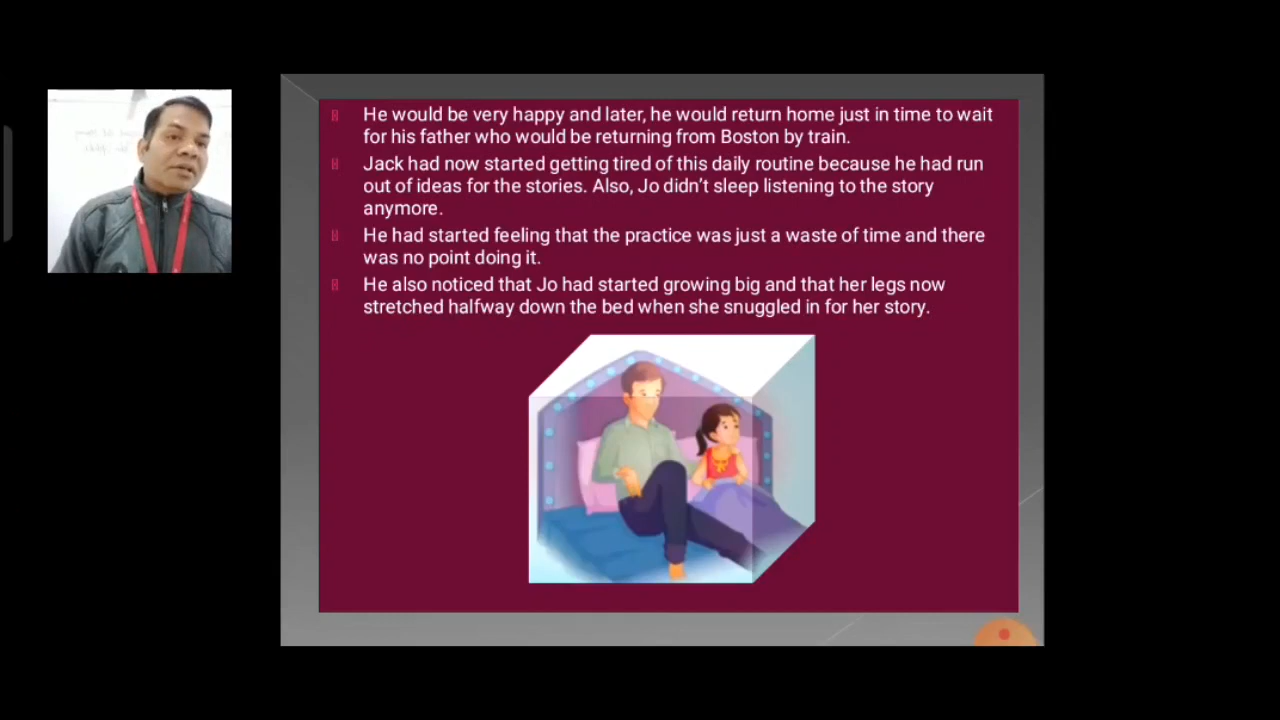 He would be very happy and later, he would return home just in time to wait
for his father who would be returning from Boston by train.
Jack had now started getting tired of this daily routine because he had run
out of ideas for the stories. Also, Jo didn’t sleep listening to the story
anymore.
He had started feeling that the practice was just a waste of time and there
was no point doing it.
He also noticed that Jo had started growing big and that her legs now
stretched halfway down the bed when she snuggled in for her story.